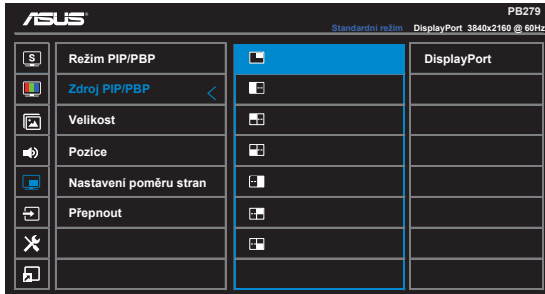 ASUS
PB279
Standardní režim DisplayPort 3840x2160 @ 60Hz
S
Režim PIP/PBP
DisplayPort
Zdroj PIP/PBP
Velikost
Pozice
Nastavení poměru stran
Přepnout